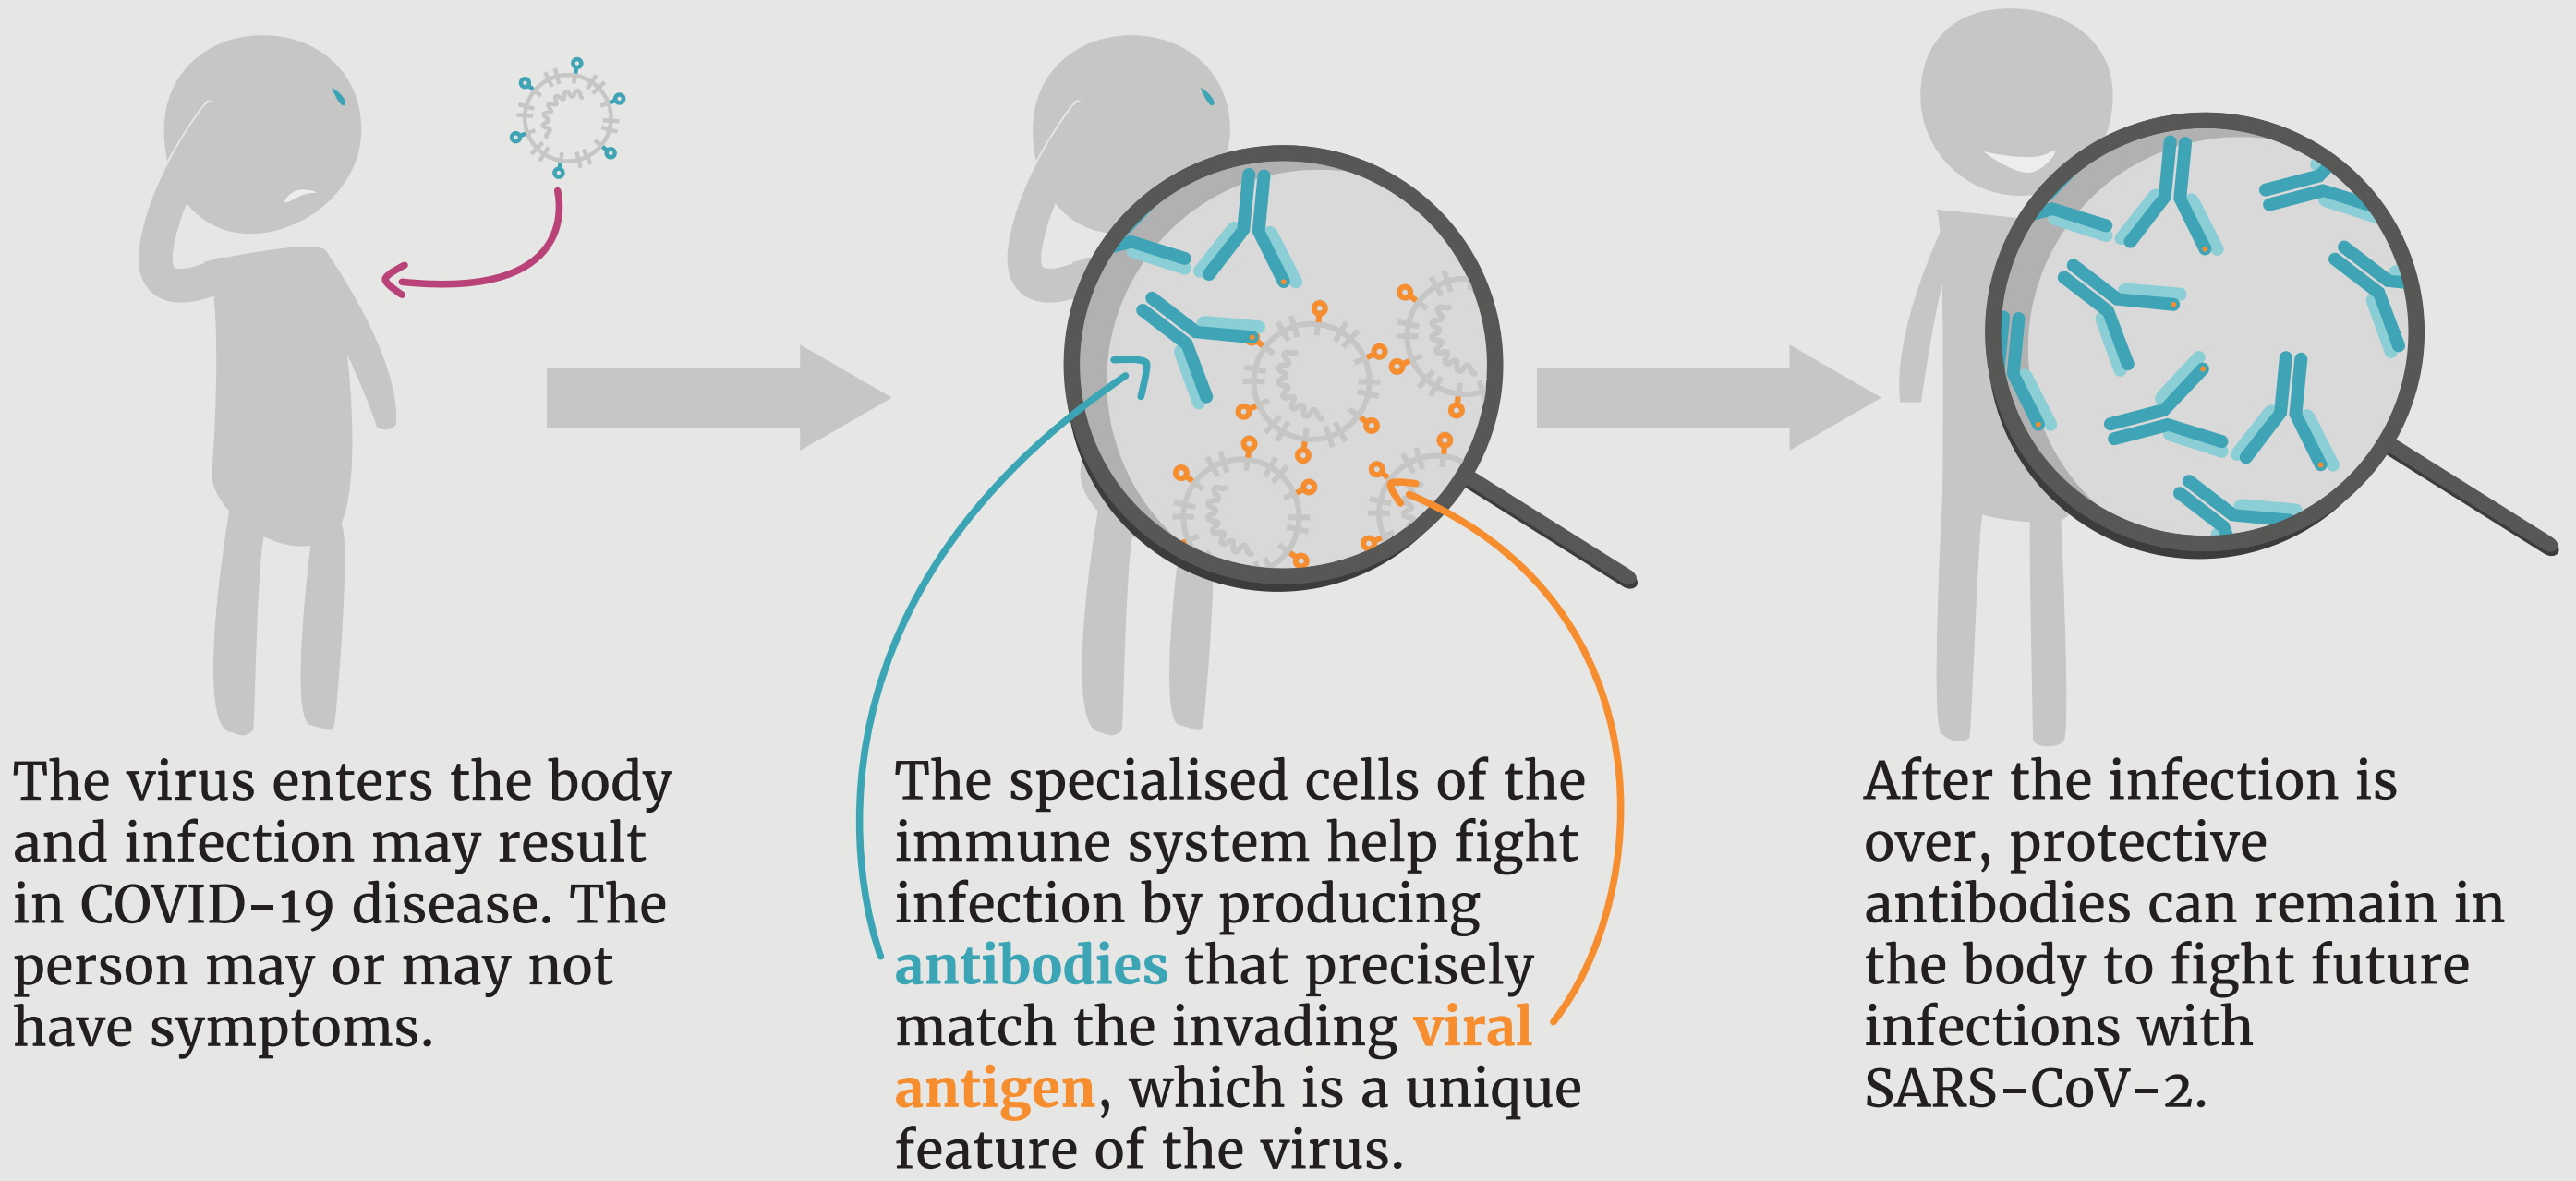 The virus enters the body
and infection may result
in COVID-19 disease. The
person may or may not
have symptoms.
The specialised cells of the
immune system help fight
infection by producing
antibodies that precisely
match the invading viral
antigen, which is a unique
feature of the virus.
After the infection is
over, protective
antibodies can remain in
the body to fight future
infections with
SARS-CoV-2.